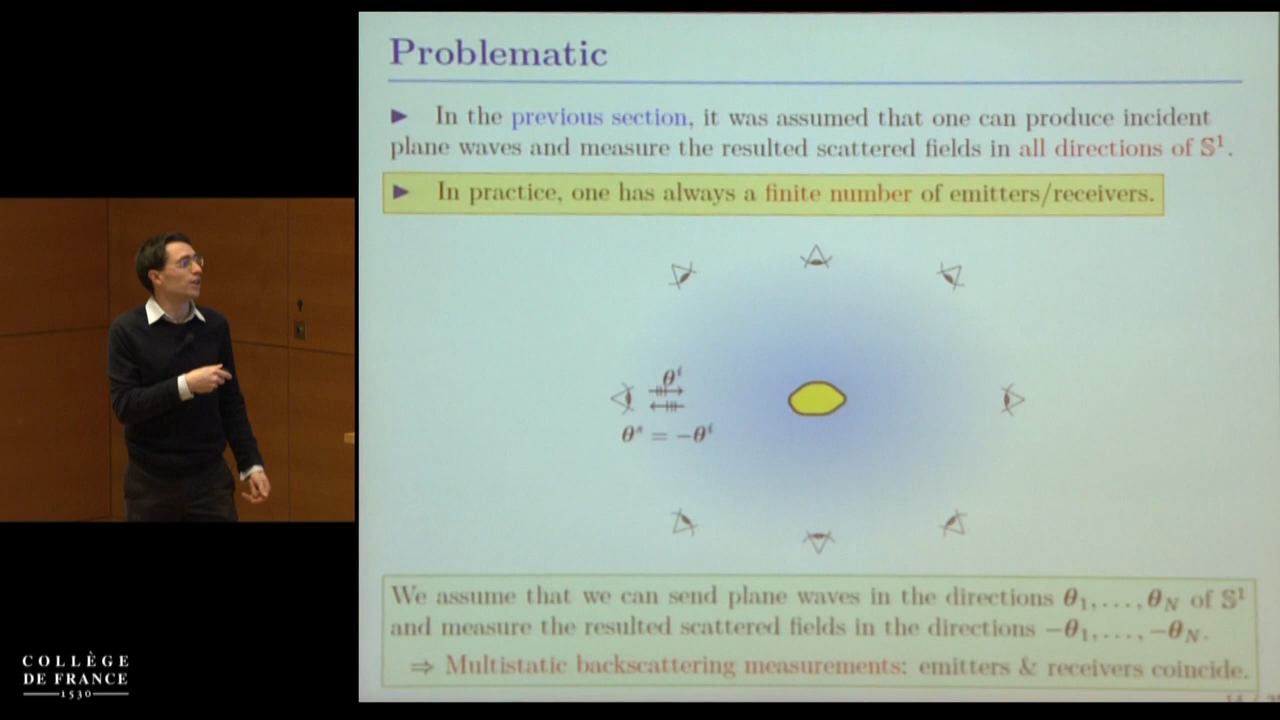 Problematic
► In the previous section, it was assumed that one can produce incident
plane waves and measure the resulted scattered fields in all directions of 𝕊¹.
► In practice, one has always a finite number of emitters/receivers.
θⁱ
θˢ = −θⁱ
We assume that we can send plane waves in the directions θ₁, . . . , θ_N of 𝕊¹
and measure the resulted scattered fields in the directions −θ₁, . . . , −θ_N.
⇒ Multistatic backscattering measurements: emitters & receivers coincide.
COLLÈGE
DE FRANCE
1530